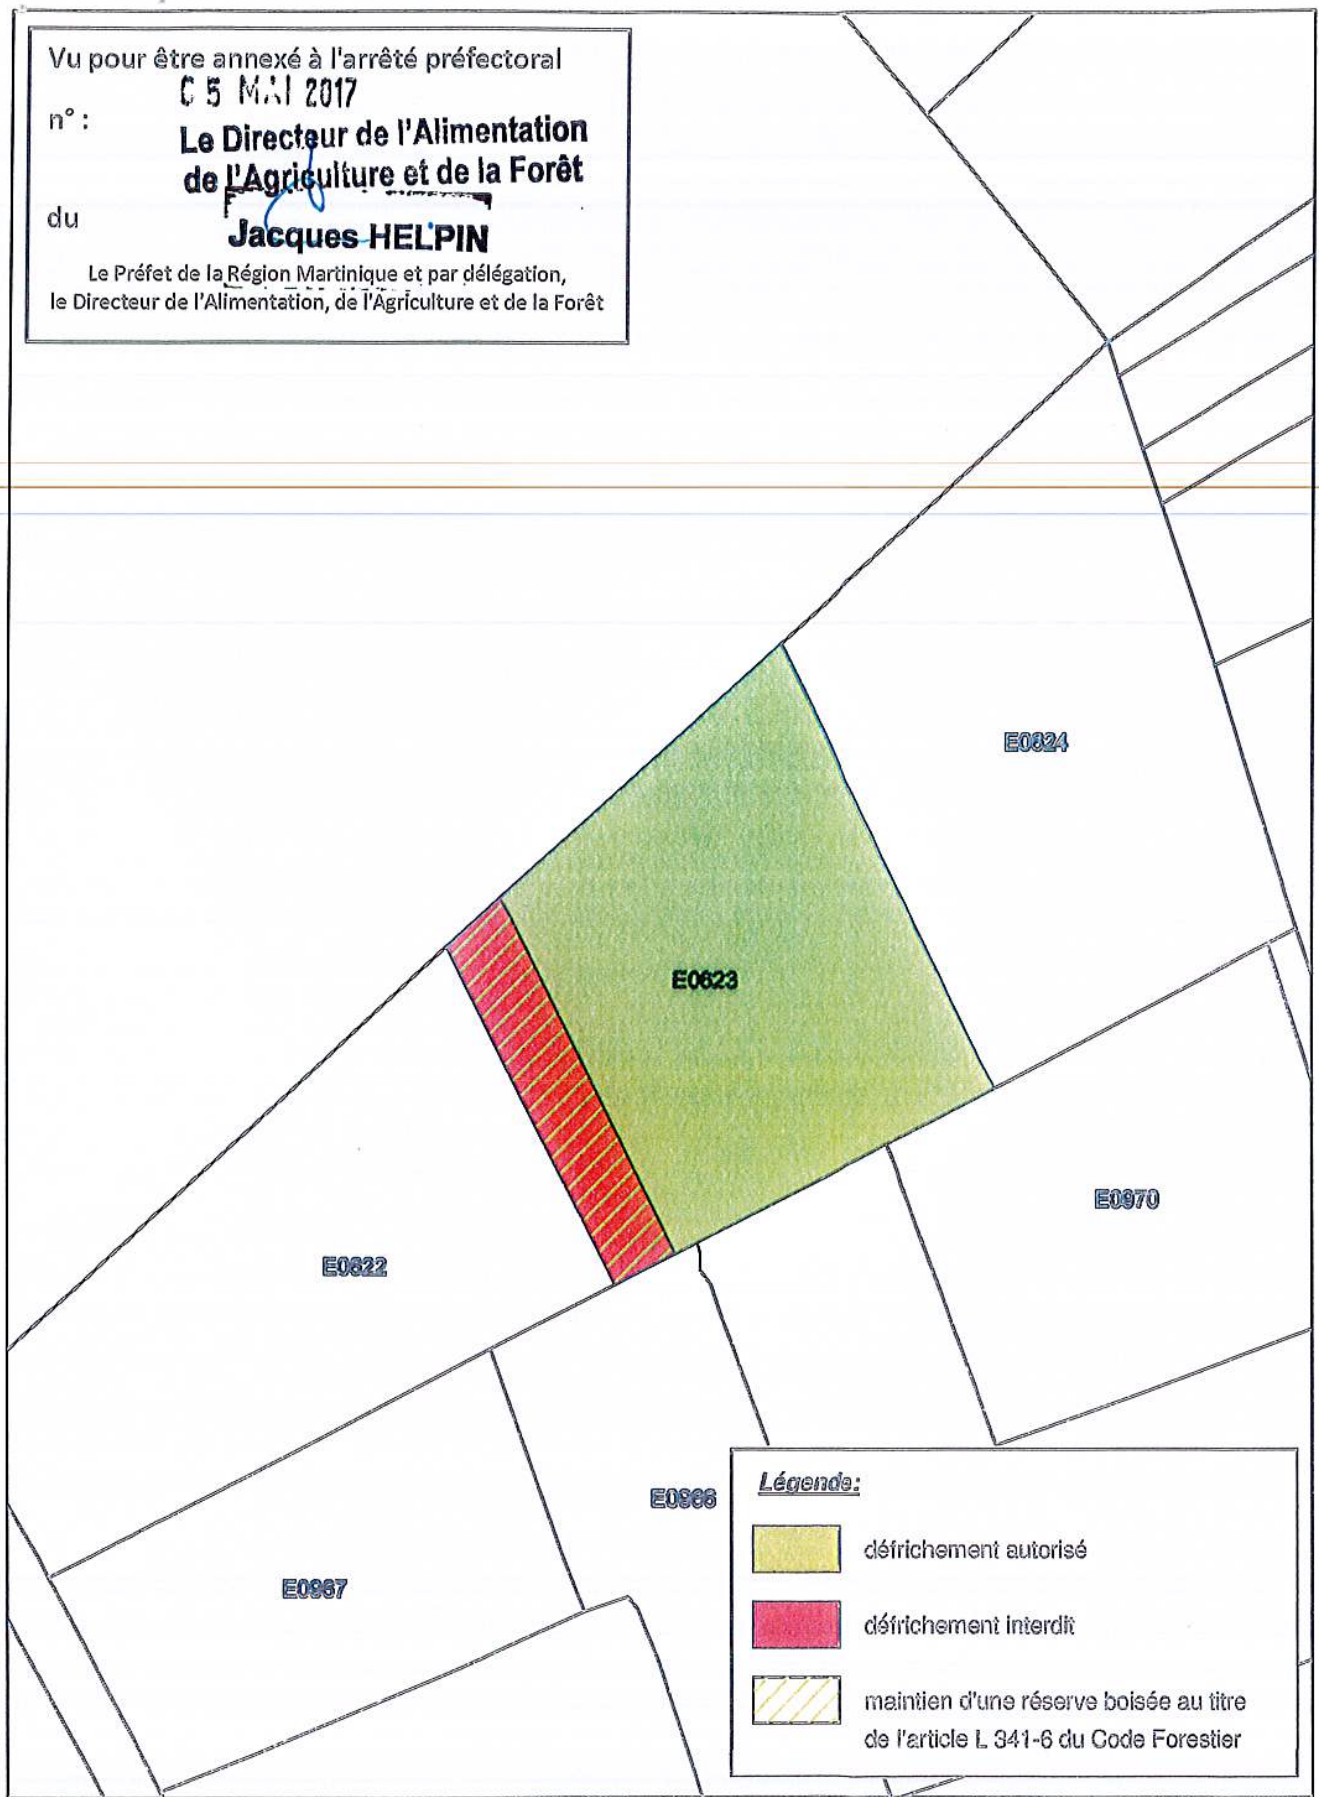 Vu pour être annexé à l'arrêté préfectoral
0 5 MAI 2017
n° :
Le Directeur de l'Alimentation
de l'Agriculture et de la Forêt
du
Jacques HELPIN
Le Préfet de la Région Martinique et par délégation,
le Directeur de l'Alimentation, de l'Agriculture et de la Forêt
E0624
E0623
E0970
E0622
E0966
E0967
Légende:
défrichement autorisé
défrichement interdit
maintien d'une réserve boisée au titre
de l'article L 341-6 du Code Forestier